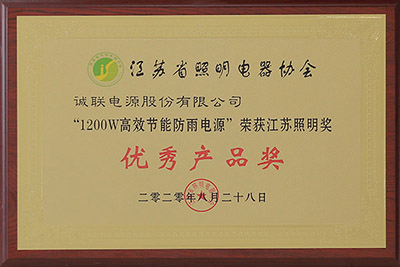 江苏省照明电器协会
诚联电源股份有限公司
“1200W高效节能防雨电源”荣获江苏照明奖
优秀产品奖
二零二零年八月二十八日